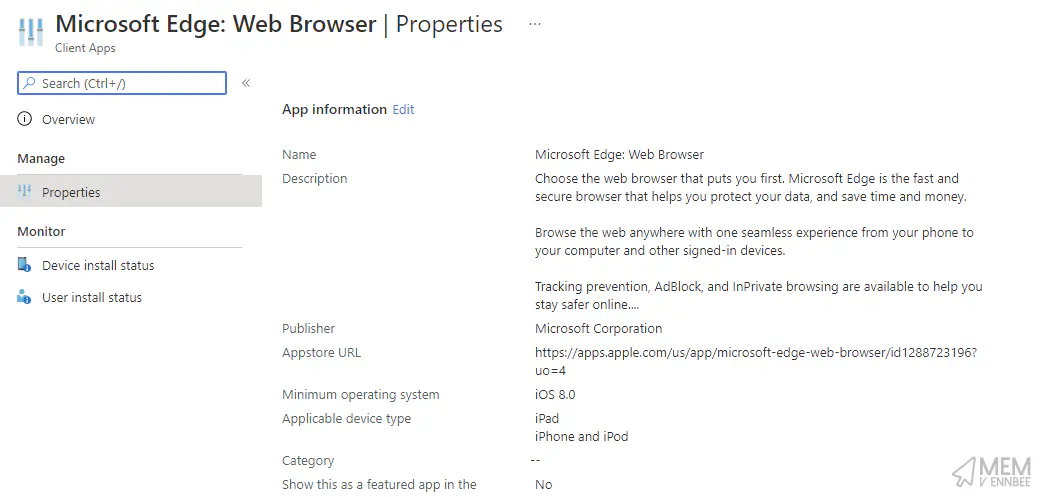 Microsoft Edge: Web Browser | Properties ...
Client Apps
Search (Ctrl+/) «
Overview
Manage
Properties
Monitor
Device install status
User install status
App information Edit
Name Microsoft Edge: Web Browser
Description Choose the web browser that puts you first. Microsoft Edge is the fast and
secure browser that helps you protect your data, and save time and money.
Browse the web anywhere with one seamless experience from your phone to
your computer and other signed-in devices.
Tracking prevention, AdBlock, and InPrivate browsing are available to help you
stay safer online....
Publisher Microsoft Corporation
Appstore URL https://apps.apple.com/us/app/microsoft-edge-web-browser/id1288723196?
uo=4
Minimum operating system iOS 8.0
Applicable device type iPad
iPhone and iPod
Category --
Show this as a featured app in the No
MEM
V ENNBEE